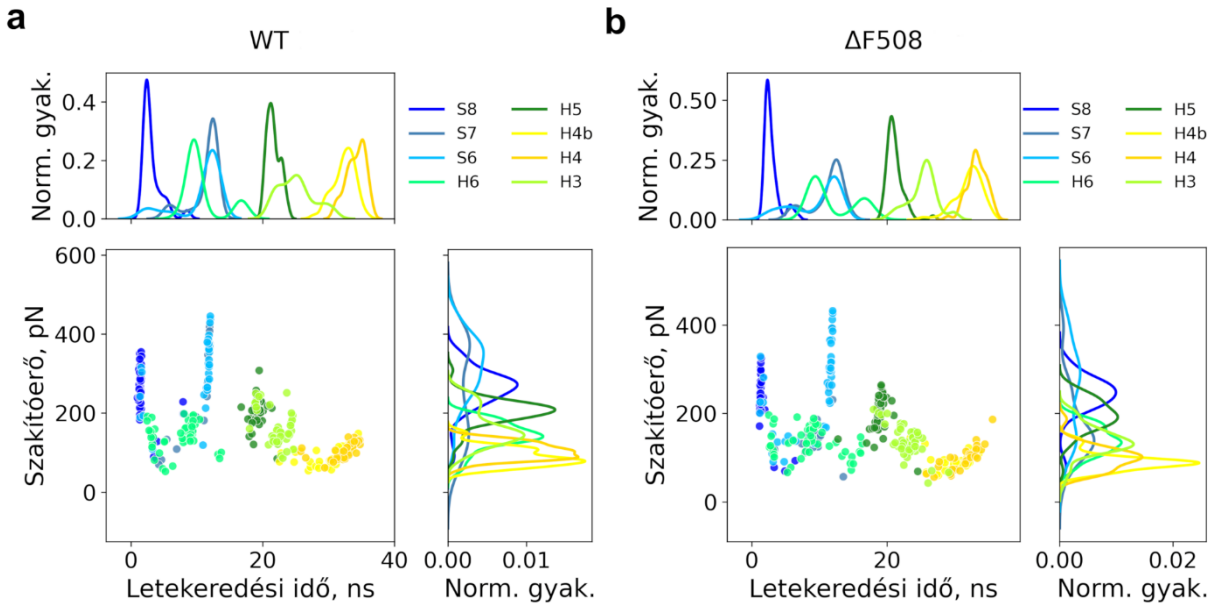 a
WT
Norm. gyak.
0.4
0.2
0.0
S8
S7
S6
H6
H5
H4b
H4
H3
Szakítóerő, pN
600
400
200
0
0
20
40
Letekeredési idő, ns
0.00
0.01
Norm. gyak.
b
ΔF508
Norm. gyak.
0.50
0.25
0.00
S8
S7
S6
H6
H5
H4b
H4
H3
Szakítóerő, pN
400
200
0
0
20
Letekeredési idő, ns
0.00
0.02
Norm. gyak.